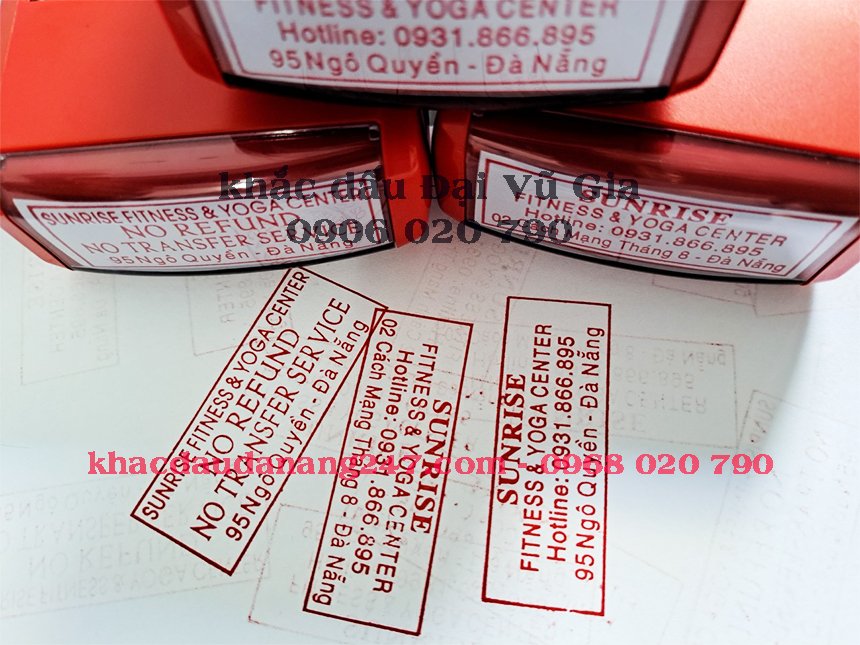 FITNESS & YOGA CENTER
Hotline: 0931.866.895
95 Ngô Quyền - Đà Nẵng
SUNRISE FITNESS & YOGA CENTER
NO REFUND
NO TRANSFER SERVICE
95 Ngô Quyền - Đà Nẵng
SUNRISE
FITNESS & YOGA CENTER
Hotline: 0931.866.895
02 Cách Mạng Tháng 8 - Đà Nẵng
khắc dấu Đại Vũ Gia
0906 020 790
SUNRISE FITNESS & YOGA CENTER
NO REFUND
NO TRANSFER SERVICE
95 Ngô Quyền - Đà Nẵng
SUNRISE
FITNESS & YOGA CENTER
Hotline: 0931.866.895
02 Cách Mạng Tháng 8 - Đà Nẵng
SUNRISE
FITNESS & YOGA CENTER
Hotline: 0931.866.895
95 Ngô Quyền - Đà Nẵng
khacdaudanang247.com - 0968 020 790